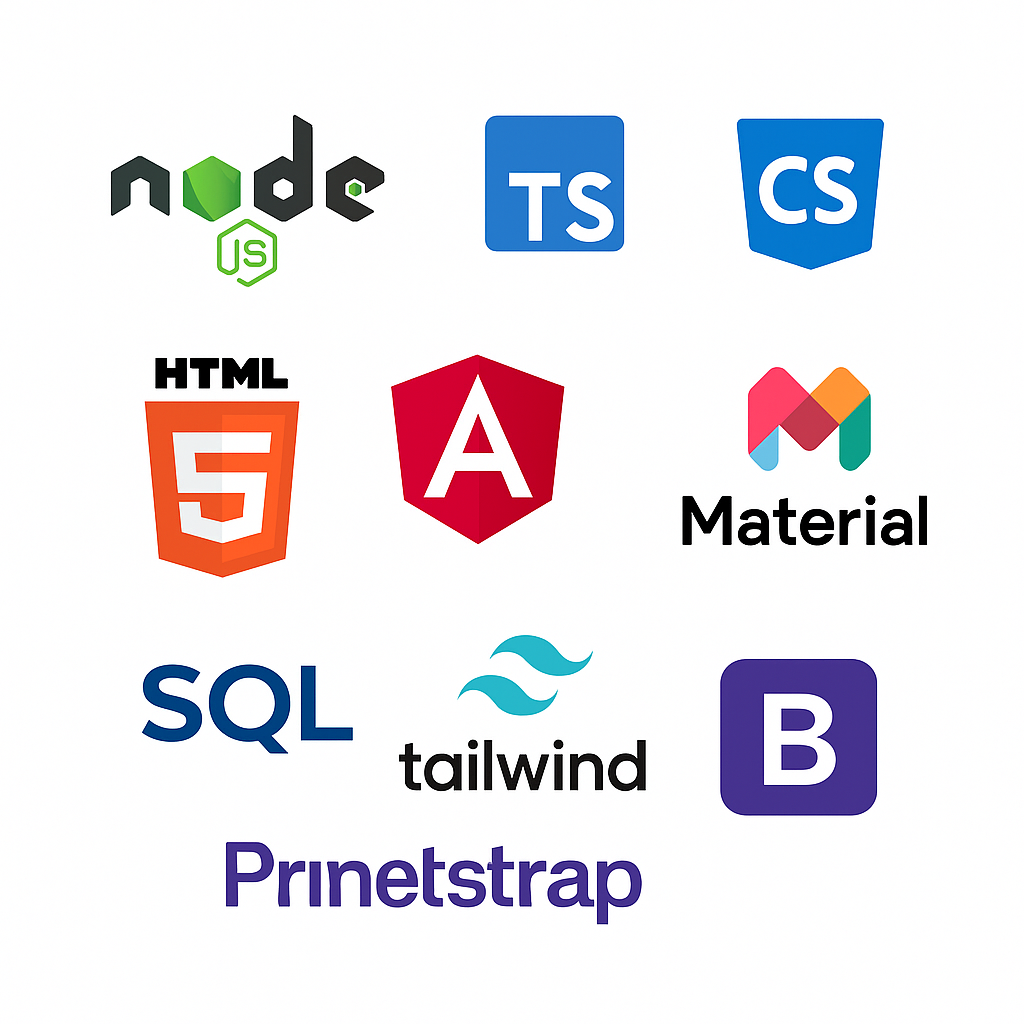 node
JS
TS
CS
HTML
5
A
M
Material
SQL
tailwind
B
Prınetstrap